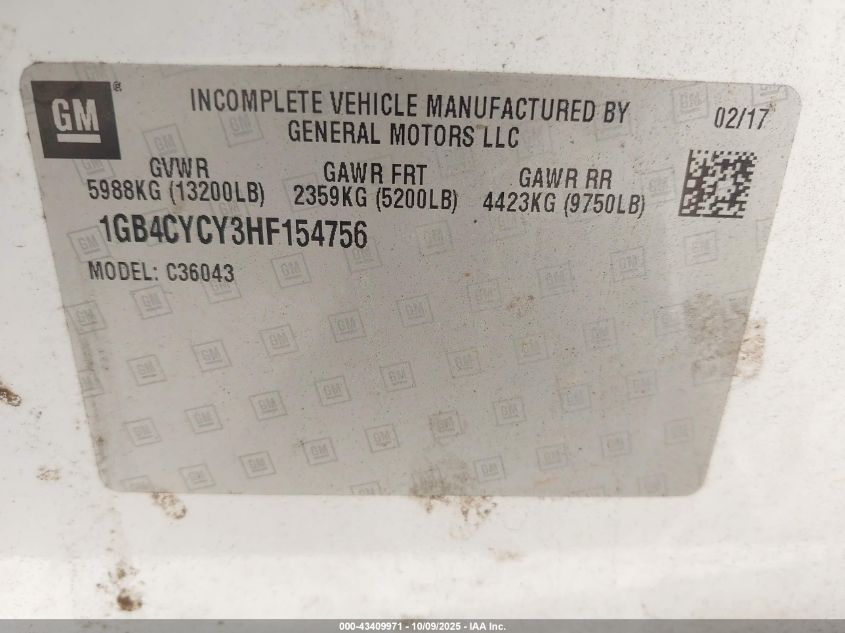 GM
®
INCOMPLETE VEHICLE MANUFACTURED BY
GENERAL MOTORS LLC
02/17
GVWR GAWR FRT GAWR RR
5988KG (13200LB) 2359KG (5200LB) 4423KG (9750LB)
1GB4CYCY3HF154756
MODEL: C36043
000-43409971 - 10/09/2025 - IAA Inc.